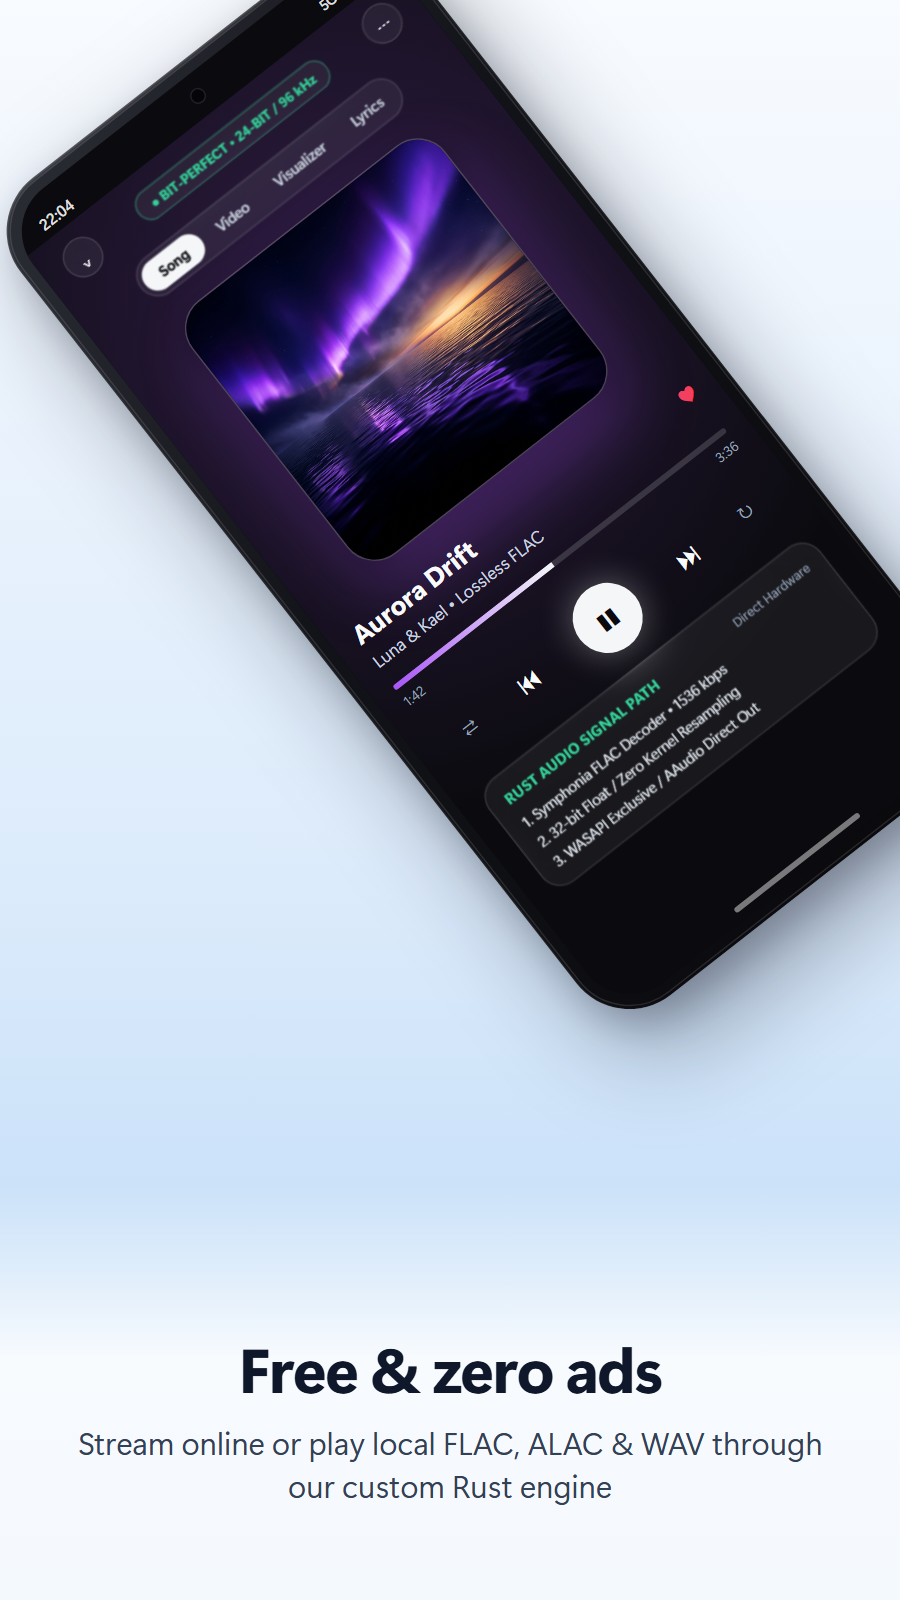 22:04
● BIT-PERFECT • 24-BIT / 96 kHz
Song Video Visualizer Lyrics
Aurora Drift
Luna & Kael • Lossless FLAC
1:42 3:36
RUST AUDIO SIGNAL PATH Direct Hardware
1. Symphonia FLAC Decoder • 1536 kbps
2. 32-bit Float / Zero Kernel Resampling
3. WASAPI Exclusive / AAudio Direct Out
Free & zero ads
Stream online or play local FLAC, ALAC & WAV through
our custom Rust engine